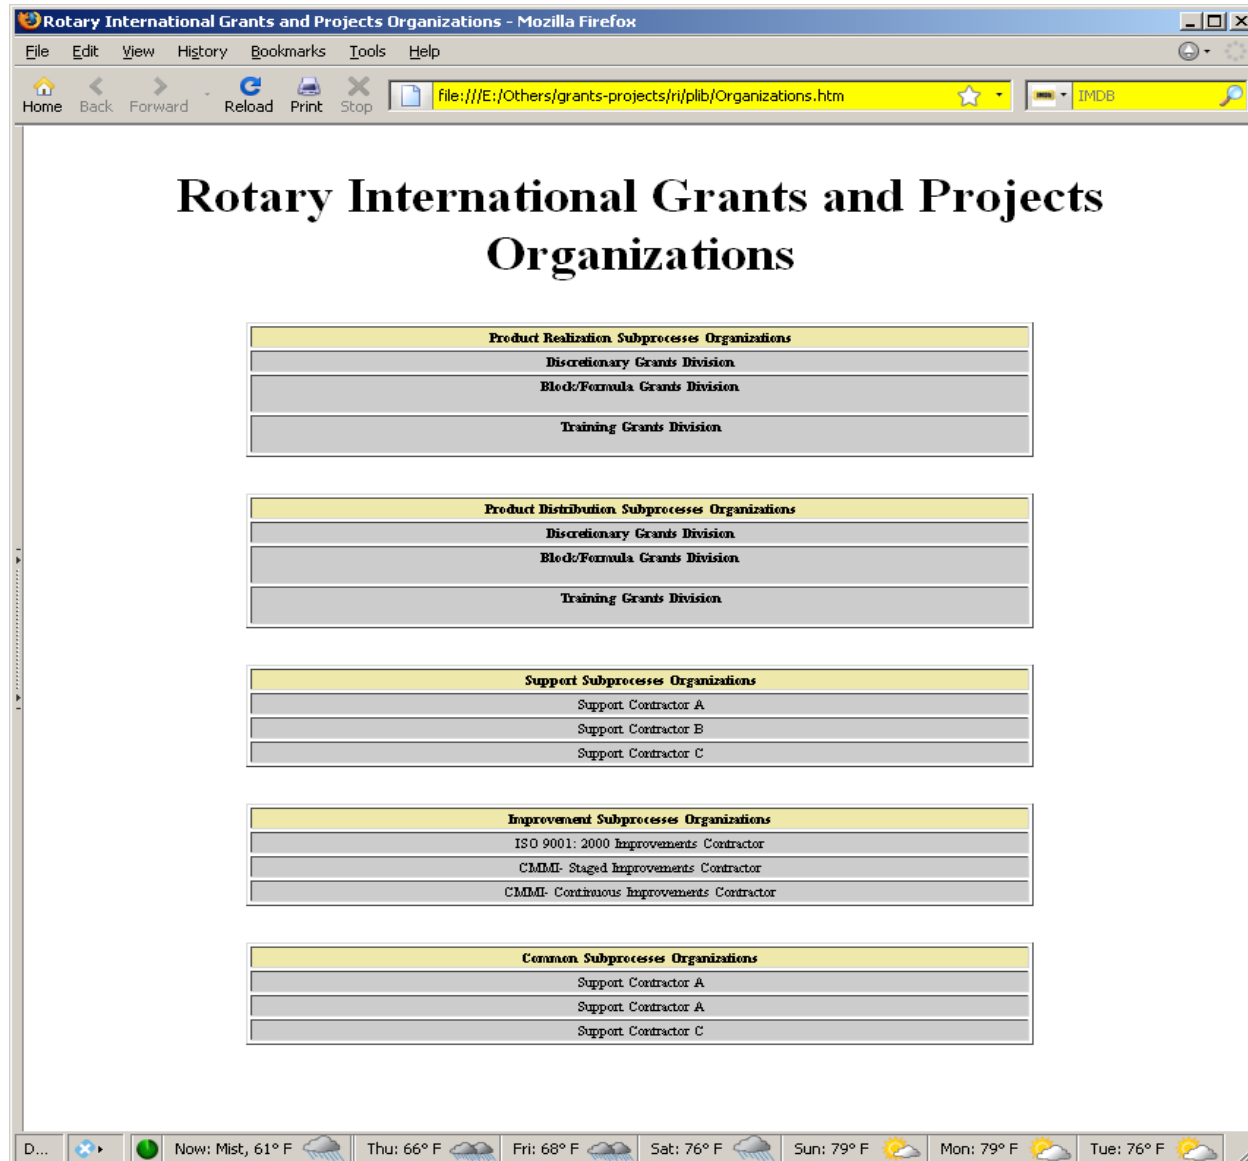 Rotary International Grants and Projects Organizations - Mozilla Firefox
File Edit View History Bookmarks Tools Help
Home Back Forward Reload Print Stop file:///E:/Others/grants-projects/ri/plib/Organizations.htm IMDB
Rotary International Grants and Projects
Organizations
Product Realization Subprocesses Organizations
Discretionary Grants Division
Block/Formula Grants Division
Training Grants Division
Product Distribution Subprocesses Organizations
Discretionary Grants Division
Block/Formula Grants Division
Training Grants Division
Support Subprocesses Organizations
Support Contractor A
Support Contractor B
Support Contractor C
Improvement Subprocesses Organizations
ISO 9001: 2000 Improvements Contractor
CMMI- Staged Improvements Contractor
CMMI- Continuous Improvements Contractor
Common Subprocesses Organizations
Support Contractor A
Support Contractor A
Support Contractor C
D... Now: Mist, 61° F Thu: 66° F Fri: 68° F Sat: 76° F Sun: 79° F Mon: 79° F Tue: 76° F